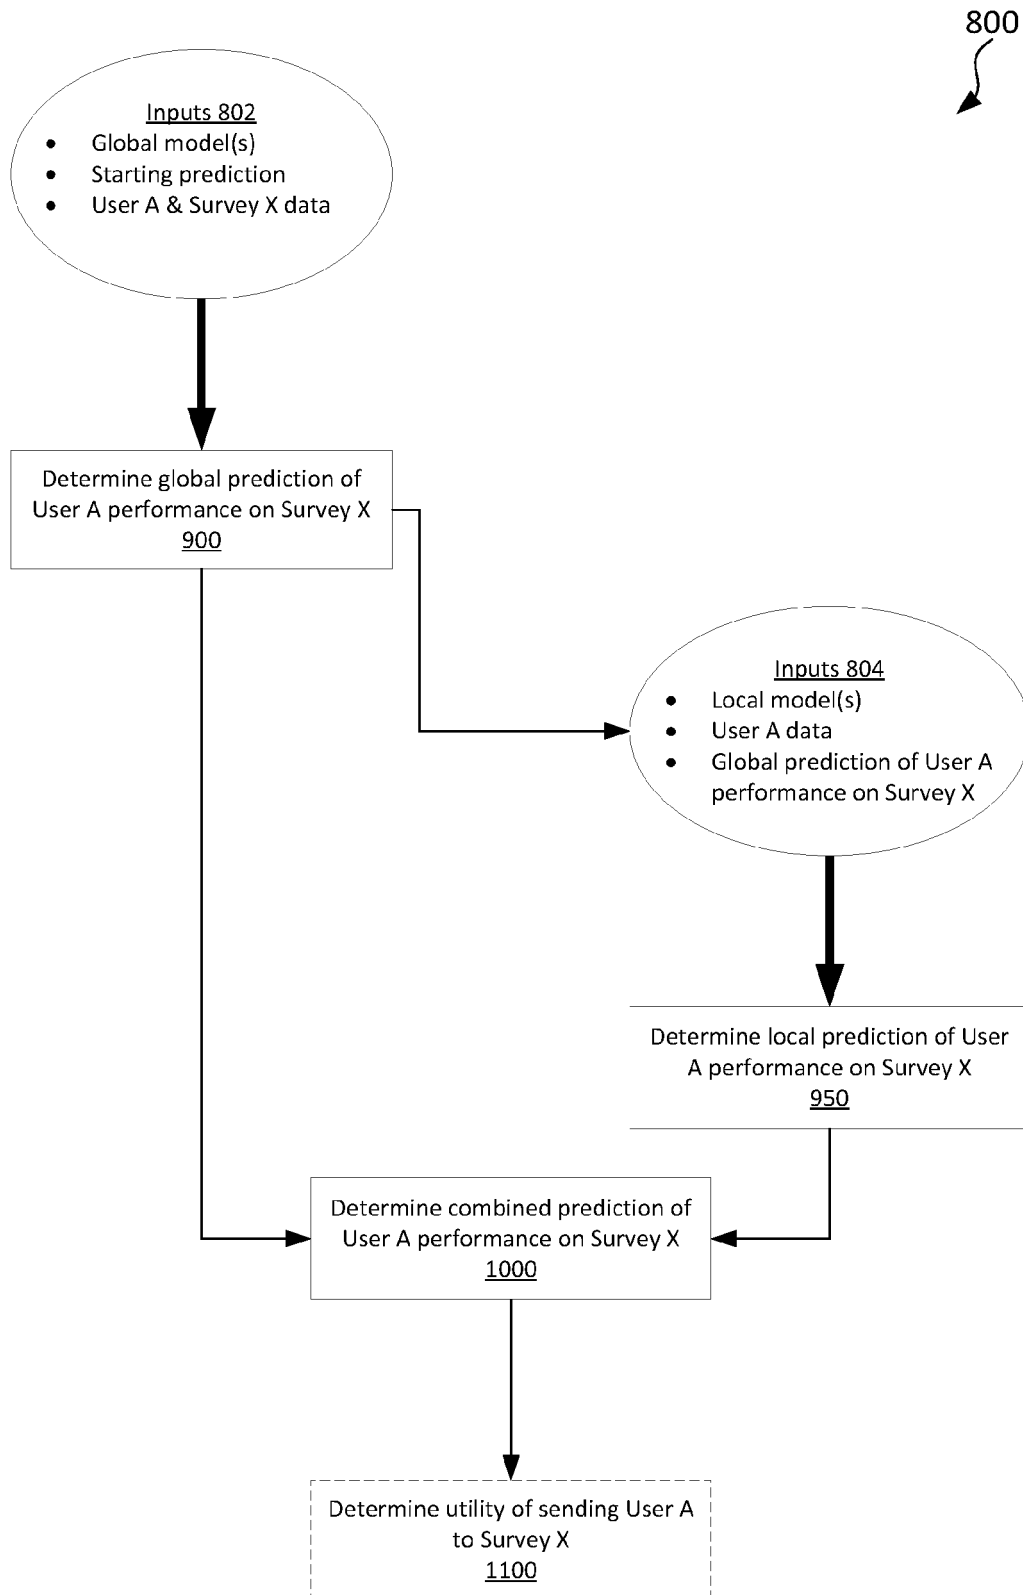 800
Inputs 802
• Global model(s)
• Starting prediction
• User A & Survey X data
Determine global prediction of
User A performance on Survey X
900
Inputs 804
• Local model(s)
• User A data
• Global prediction of User A
performance on Survey X
Determine local prediction of User
A performance on Survey X
950
Determine combined prediction of
User A performance on Survey X
1000
Determine utility of sending User A
to Survey X
1100